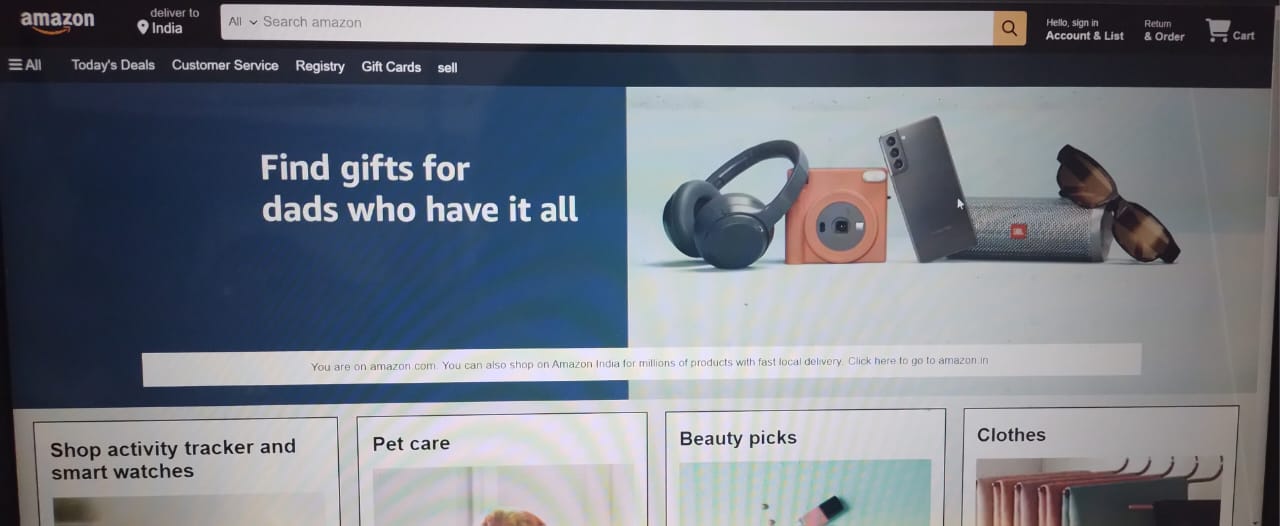 amazon
deliver to
India
All Search amazon
Hello, sign in
Account & List
Return
& Order
Cart
All Today's Deals Customer Service Registry Gift Cards sell
Find gifts for
dads who have it all
JBL
You are on amazon.com. You can also shop on Amazon India for millions of products with fast local delivery. Click here to go to amazon.in
Shop activity tracker and
smart watches
Pet care
Beauty picks
Clothes